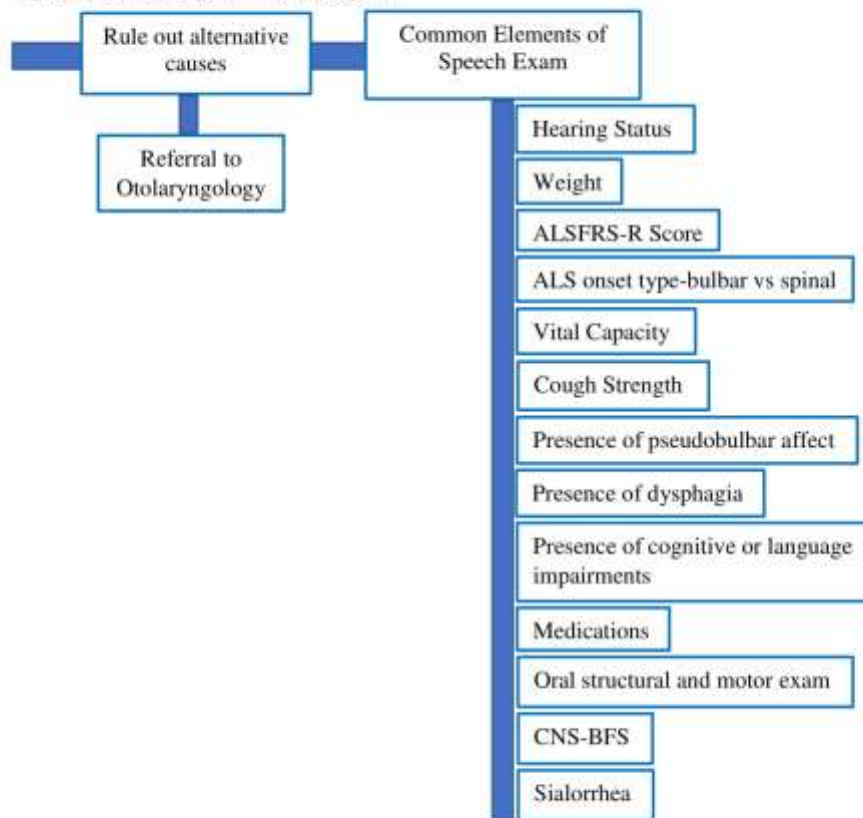 Rule out alternative
causes
Common Elements of
Speech Exam
Referral to
Otolaryngology
Hearing Status
Weight
ALSFRS-R Score
ALS onset type-bulbar vs spinal
Vital Capacity
Cough Strength
Presence of pseudobulbar affect
Presence of dysphagia
Presence of cognitive or language
impairments
Medications
Oral structural and motor exam
CNS-BFS
Sialorrhea